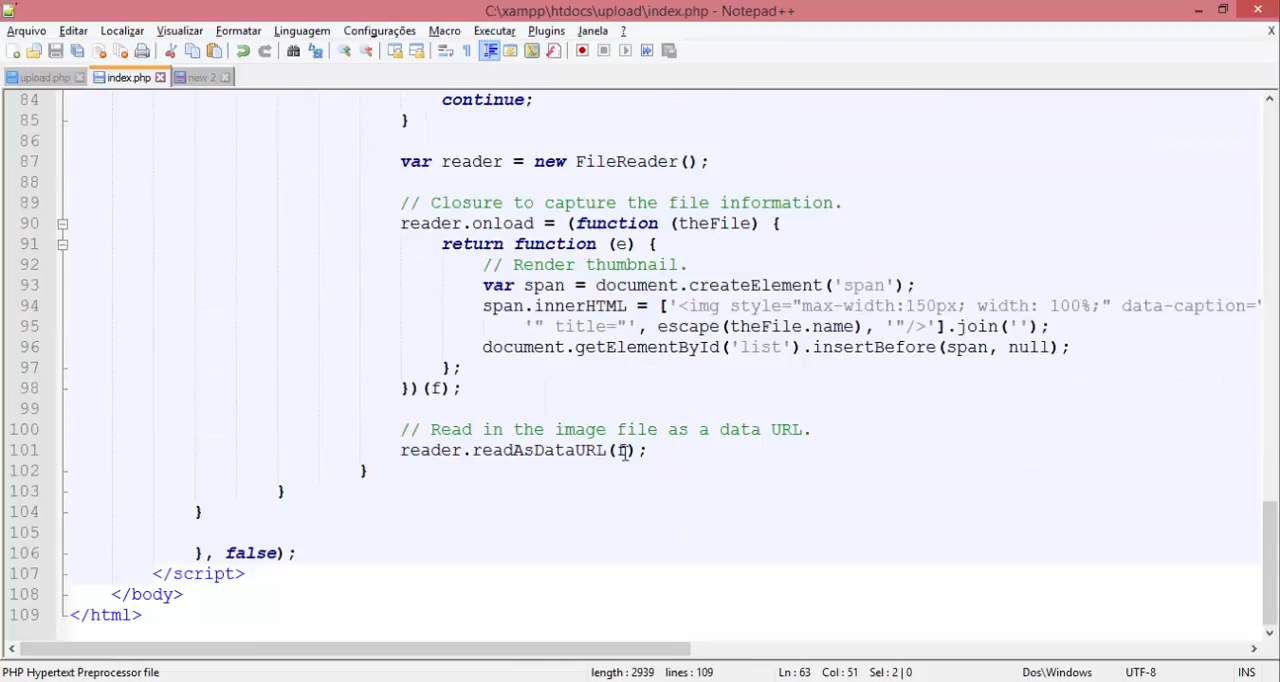 C:\xampp\htdocs\upload\index.php - Notepad++
Arquivo Editar Localizar Visualizar Formatar Linguagem Configurações Macro Executar Plugins Janela ? X
upload.php index.php new 2
84 continue;
85 }
86
87 var reader = new FileReader();
88
89 // Closure to capture the file information.
90 reader.onload = (function (theFile) {
91 return function (e) {
92 // Render thumbnail.
93 var span = document.createElement('span');
94 span.innerHTML = ['<img style="max-width:150px; width: 100%;" data-caption='
95 '" title="', escape(theFile.name), '"/>'].join('');
96 document.getElementById('list').insertBefore(span, null);
97 };
98 })(f);
99
100 // Read in the image file as a data URL.
101 reader.readAsDataURL(f);
102 }
103 }
104 }
105
106 }, false);
107 </script>
108 </body>
109 </html>
PHP Hypertext Preprocessor file length : 2939 lines : 109 Ln : 63 Col : 51 Sel : 2 | 0 Dos\Windows UTF-8 INS